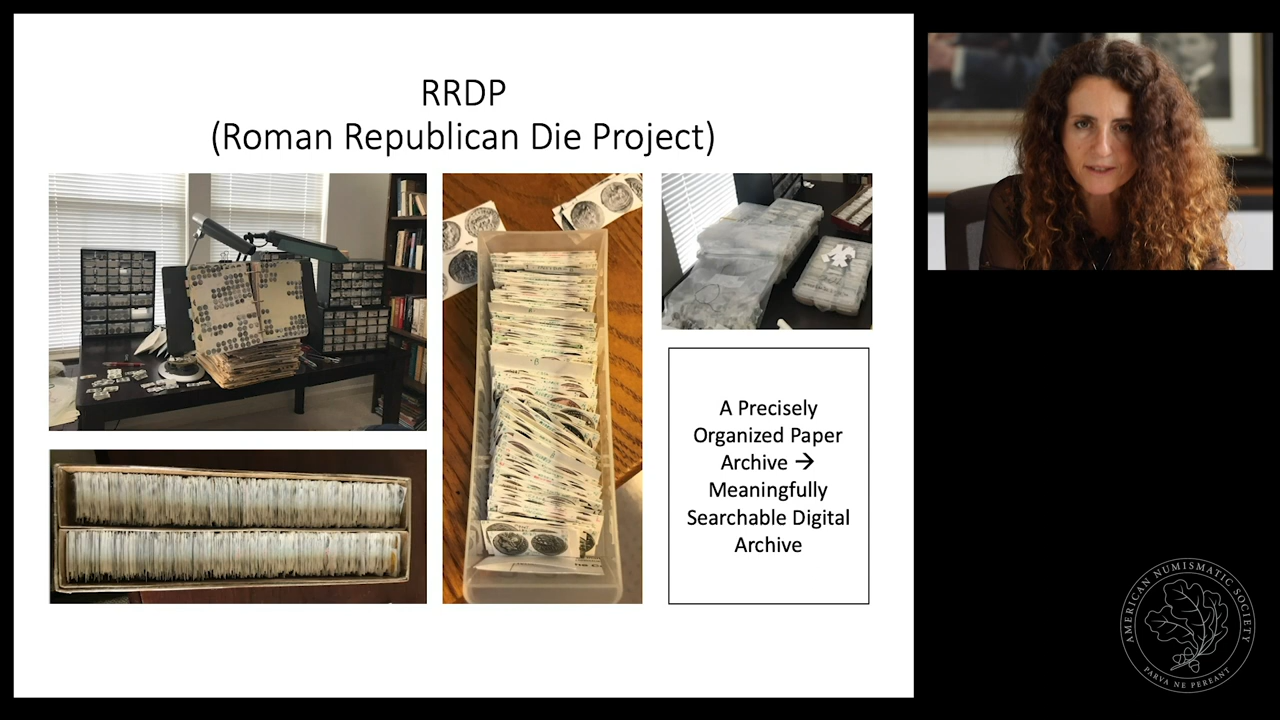 RRDP
(Roman Republican Die Project)
A Precisely
Organized Paper
Archive →
Meaningfully
Searchable Digital
Archive
AMERICAN NUMISMATIC SOCIETY
PARVA NE PEREANT